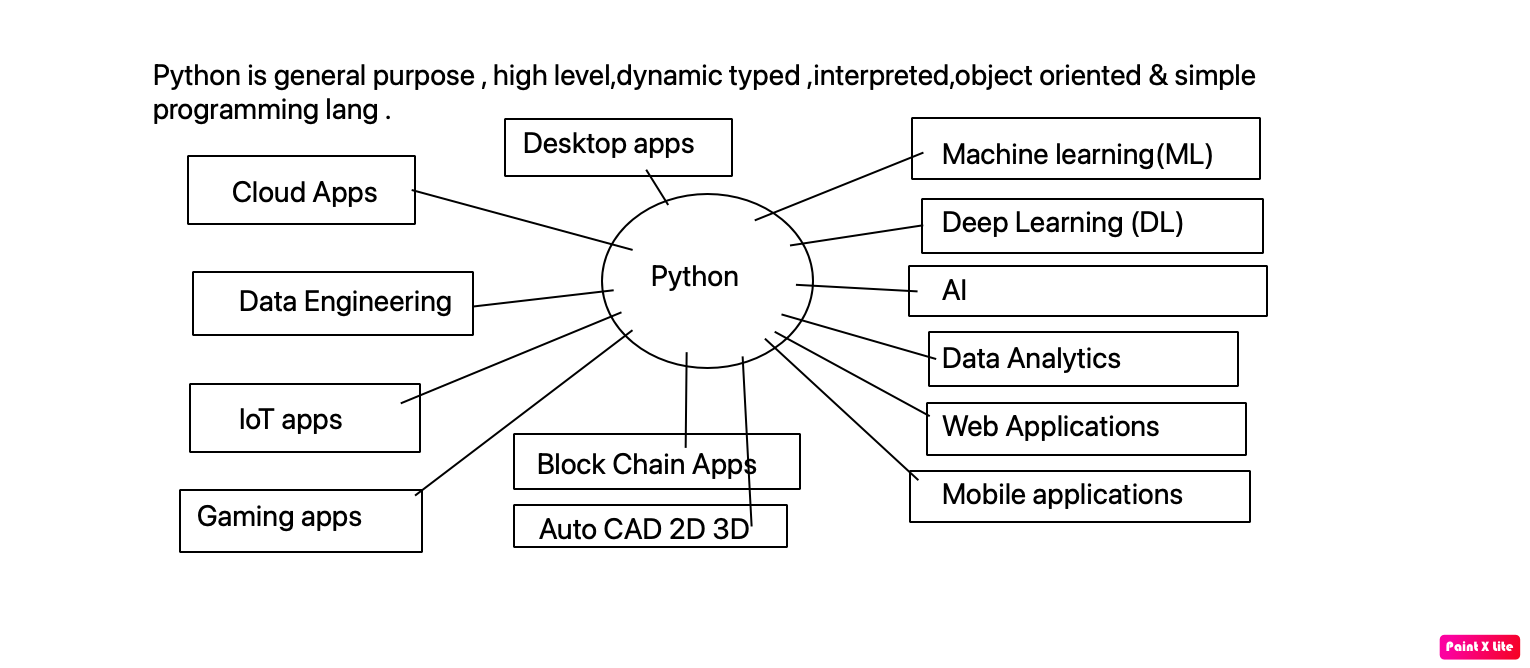 Python is general purpose , high level,dynamic typed ,interpreted,object oriented & simple
programming lang .
Desktop apps
Machine learning(ML)
Cloud Apps
Deep Learning (DL)
Python
AI
Data Engineering
Data Analytics
IoT apps
Web Applications
Block Chain Apps
Mobile applications
Gaming apps
Auto CAD 2D 3D
Paint X Lite